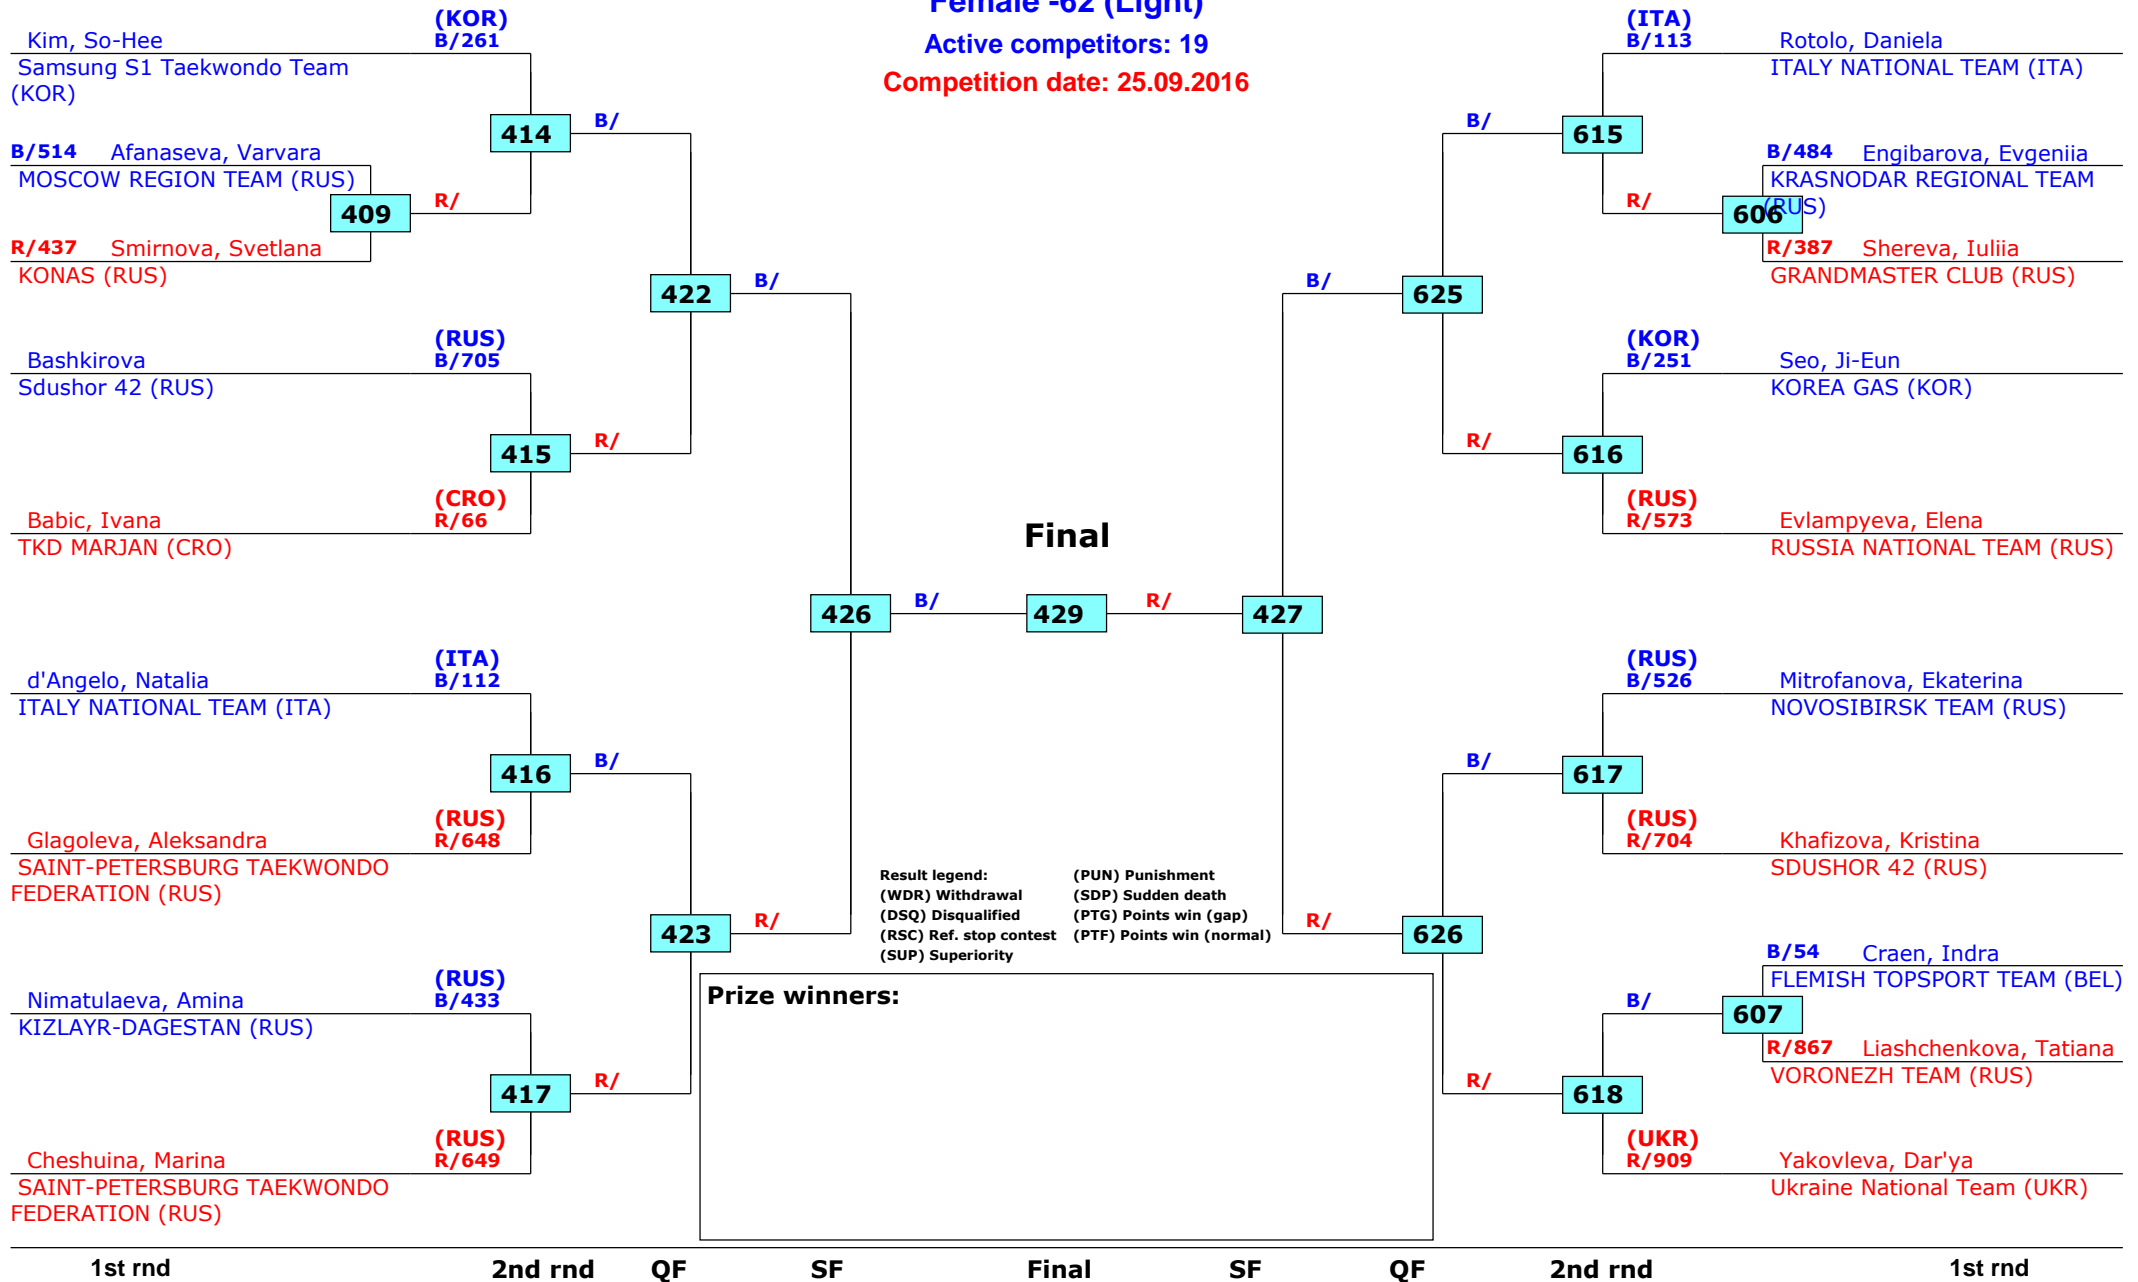 Female -62 (Light)
Active competitors: 19
Competition date: 25.09.2016
(KOR)
Kim, So-Hee B/261
Samsung S1 Taekwondo Team
(KOR)
414
B/
B/514 Afanaseva, Varvara
MOSCOW REGION TEAM (RUS)
409
R/
R/437 Smirnova, Svetlana
KONAS (RUS)
422
B/
(RUS)
Bashkirova B/705
Sdushor 42 (RUS)
415
R/
(CRO)
Babic, Ivana R/66
TKD MARJAN (CRO)
426
B/
(ITA)
d'Angelo, Natalia B/112
ITALY NATIONAL TEAM (ITA)
416
B/
(RUS)
Glagoleva, Aleksandra R/648
SAINT-PETERSBURG TAEKWONDO
FEDERATION (RUS)
423
R/
(RUS)
Nimatulaeva, Amina B/433
KIZLAYR-DAGESTAN (RUS)
417
R/
(RUS)
Cheshuina, Marina R/649
SAINT-PETERSBURG TAEKWONDO
FEDERATION (RUS)
Final
429
R/
427
(ITA)
B/113 Rotolo, Daniela
ITALY NATIONAL TEAM (ITA)
B/
615
B/484 Engibarova, Evgeniia
KRASNODAR REGIONAL TEAM
(RUS)
R/
606
R/387 Shereva, Iuliia
GRANDMASTER CLUB (RUS)
B/
625
(KOR)
B/251 Seo, Ji-Eun
KOREA GAS (KOR)
R/
616
(RUS)
R/573 Evlampyeva, Elena
RUSSIA NATIONAL TEAM (RUS)
(RUS)
B/526 Mitrofanova, Ekaterina
NOVOSIBIRSK TEAM (RUS)
B/
617
(RUS)
R/704 Khafizova, Kristina
SDUSHOR 42 (RUS)
R/
626
B/54 Craen, Indra
FLEMISH TOPSPORT TEAM (BEL)
B/
607
R/867 Liashchenkova, Tatiana
VORONEZH TEAM (RUS)
R/
618
(UKR)
R/909 Yakovleva, Dar'ya
Ukraine National Team (UKR)
Result legend: (PUN) Punishment
(WDR) Withdrawal (SDP) Sudden death
(DSQ) Disqualified (PTG) Points win (gap)
(RSC) Ref. stop contest (PTF) Points win (normal)
(SUP) Superiority
Prize winners:
1st rnd 2nd rnd QF SF Final SF QF 2nd rnd 1st rnd